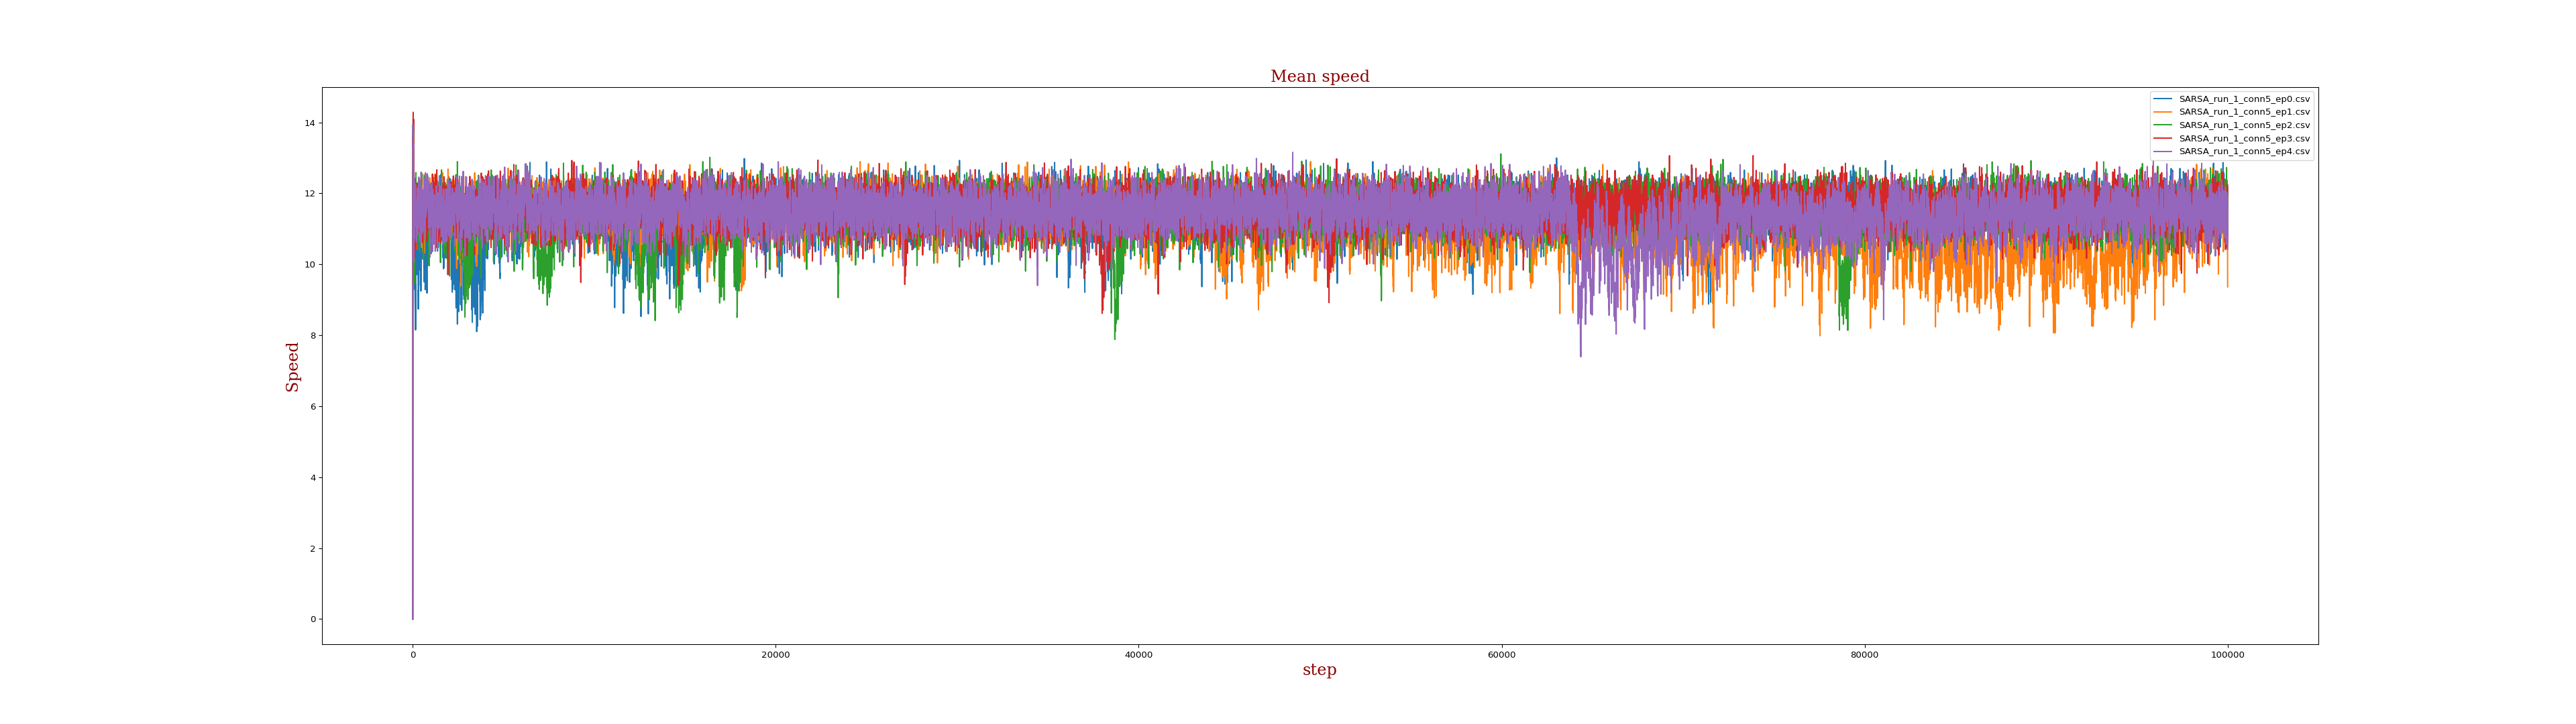 Mean speed
SARSA_run_1_conn5_ep0.csv
SARSA_run_1_conn5_ep1.csv
SARSA_run_1_conn5_ep2.csv
SARSA_run_1_conn5_ep3.csv
SARSA_run_1_conn5_ep4.csv
14
12
10
8
6
4
2
0
Speed
0
20000
40000
60000
80000
100000
step